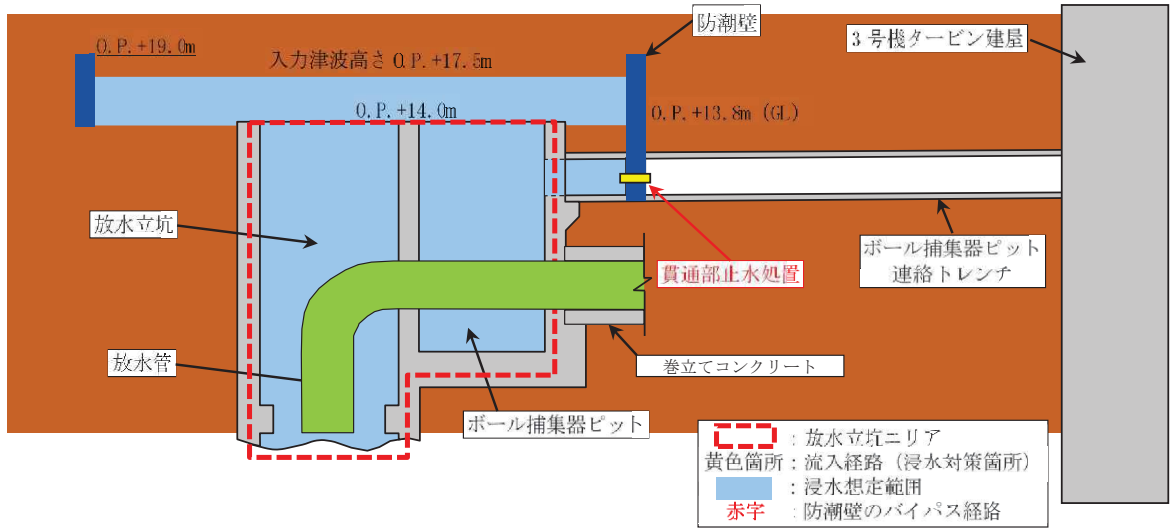 防潮壁
3号機タービン建屋
O.P.+19.0m
入力津波高さ O.P.+17.5m
O.P.+14.0m
O.P.+13.8m (GL)
放水立坑
貫通部止水処置
ボール捕集器ピット
連絡トレンチ
放水管
巻立てコンクリート
ボール捕集器ピット
：放水立坑エリア
黄色箇所：流入経路（浸水対策箇所）
：浸水想定範囲
赤字：防潮壁のバイパス経路